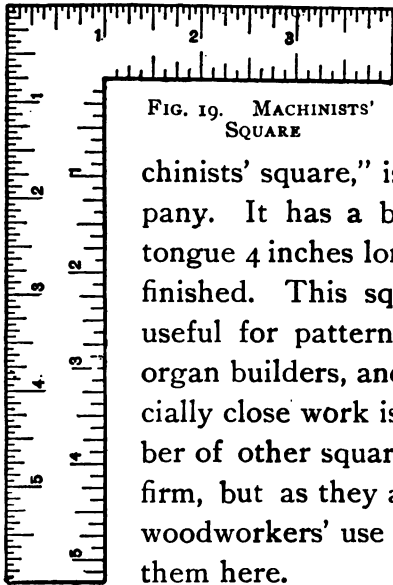 1 2 3
1
2
3
4
5
1
2
3
4
5
FIG. 19. MACHINISTS'
SQUARE
chinists' square," is
pany. It has a b
tongue 4 inches lon
finished. This sq
useful for pattern
organ builders, and
cially close work is
ber of other squar
firm, but as they a
woodworkers' use
them here.